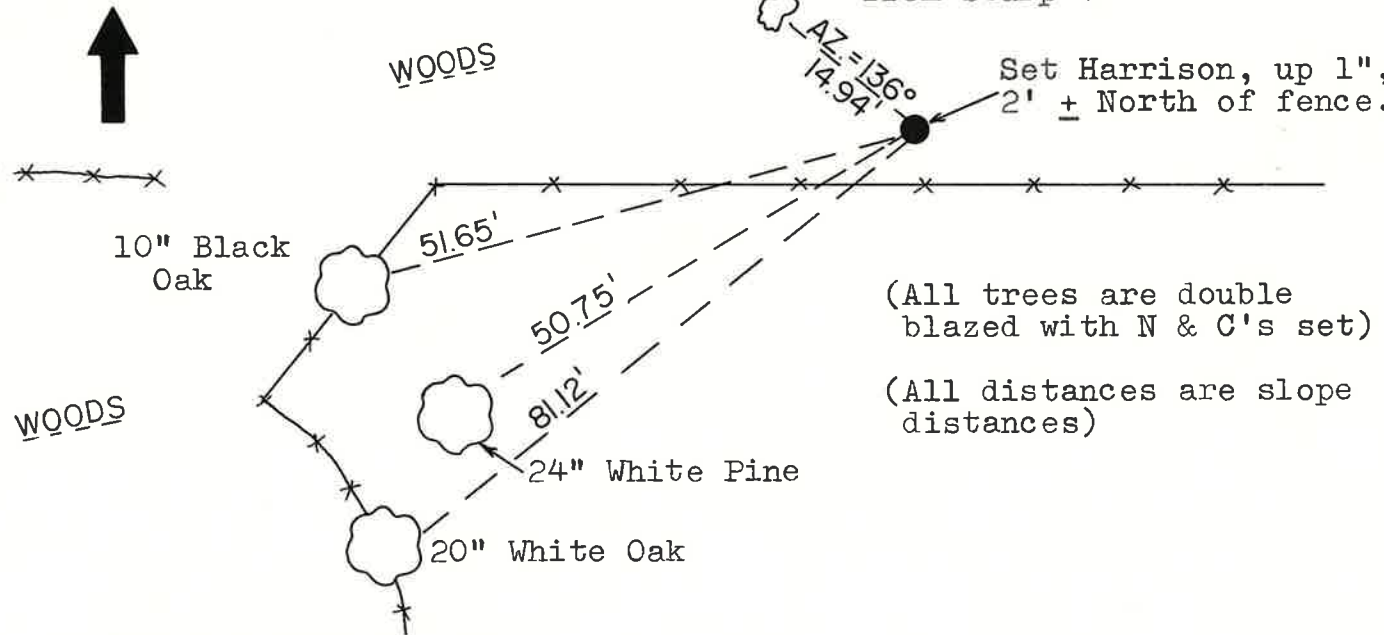 WOODS
AZ.=136°
14.94'
Set Harrison, up 1",
2' ± North of fence.
10" Black
Oak
51.65'
50.75'
81.12'
(All trees are double
blazed with N & C's set)
(All distances are slope
distances)
WOODS
24" White Pine
20" White Oak